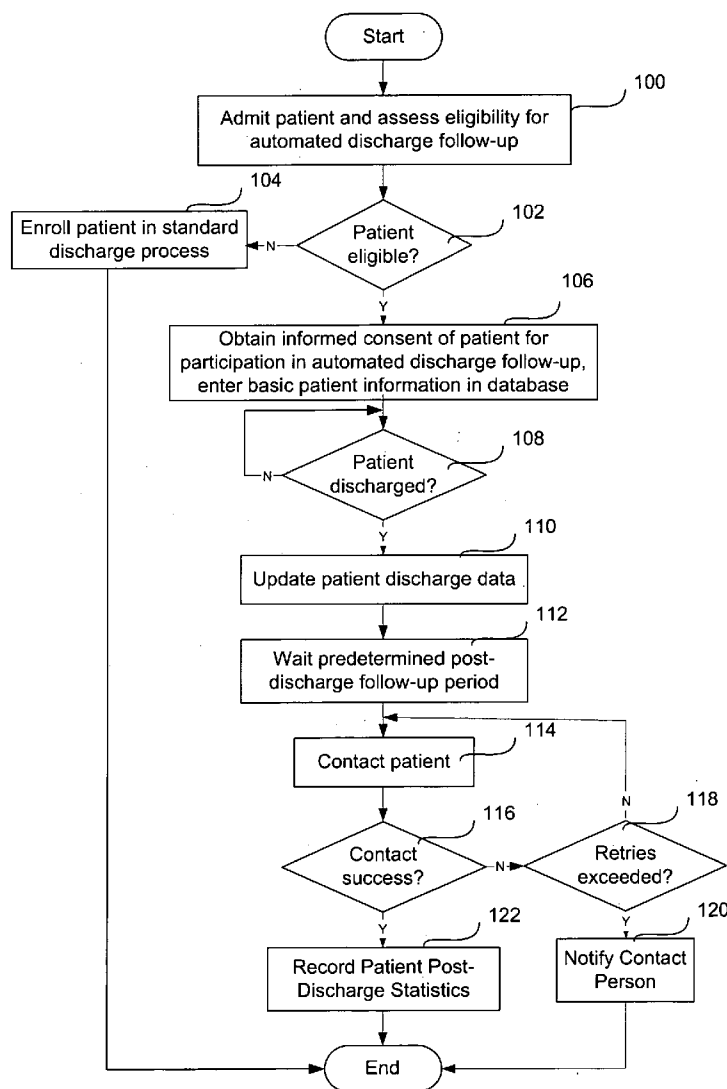 Start
100
Admit patient and assess eligibility for
automated discharge follow-up
104
Enroll patient in standard
discharge process
102
Patient
eligible?
N
Y
106
Obtain informed consent of patient for
participation in automated discharge follow-up,
enter basic patient information in database
108
Patient
discharged?
N
Y
110
Update patient discharge data
112
Wait predetermined post-
discharge follow-up period
114
Contact patient
N
116
118
Contact
success?
N
Retries
exceeded?
Y
Y
122
120
Record Patient Post-
Discharge Statistics
Notify Contact
Person
End